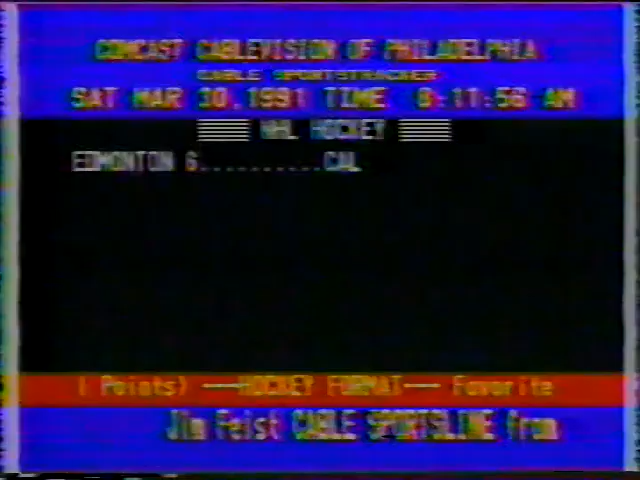 COMCAST CABLEVISION OF PHILADELPHIA
CABLE SPORTSTRACKER
SAT MAR 30,1991 TIME 8:11:56 AM
NHL HOCKEY
EDMONTON 6..........CAL
( Points) ---HOCKEY FORMAT--- Favorite
Jim Feist CABLE SPORTSLINE from